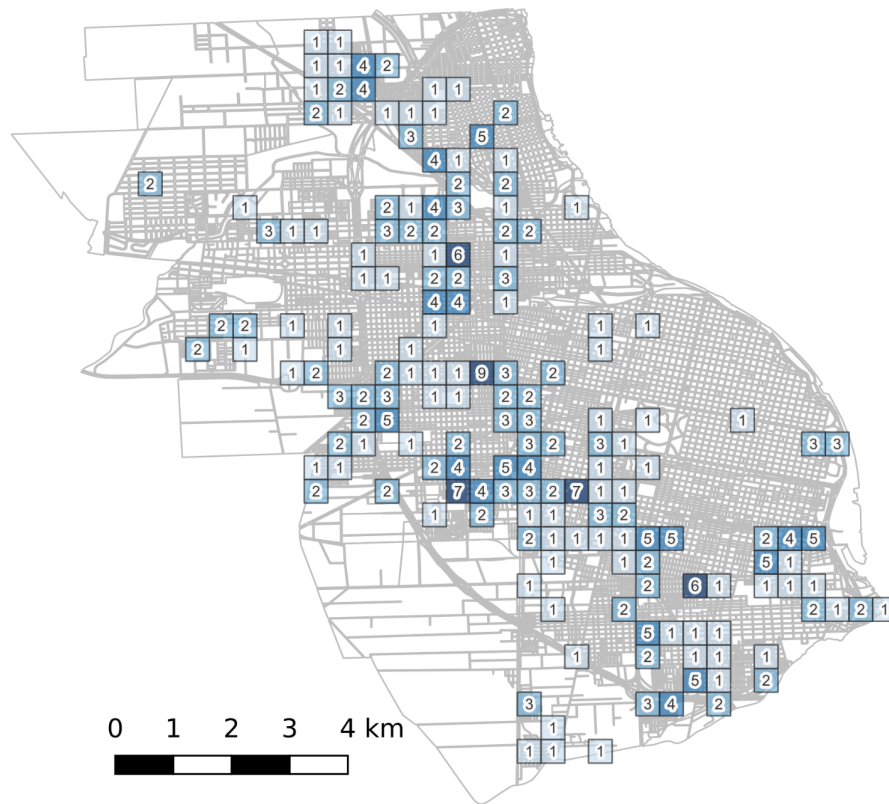 1 1
1 1 4 2
1 2 4 1 1
2 1 1 1 1 2
3 5
4 1 1
2 2 2
1 2 1 4 3 1 1
3 1 1 3 2 2 2 2
1 1 6 1
1 1 2 2 3
4 4 1
2 2 1 1 1 1 1
2 1 1 1 1
1 2 2 1 1 1 9 3 2
3 2 3 1 1 2 2
2 5 3 3 1 1 1
2 1 1 2 3 2 3 1 3 3
1 1 2 4 5 4 1 1
2 2 7 4 3 3 2 7 1 1
1 2 1 1 3 2
2 1 1 1 1 5 5 2 4 5
1 1 2 5 1
1 2 6 1 1 1 1
1 2 2 1 2 1
5 1 1 1
1 2 1 1 1
5 1 2
3 3 4 2
1
1 1 1
0 1 2 3 4 km